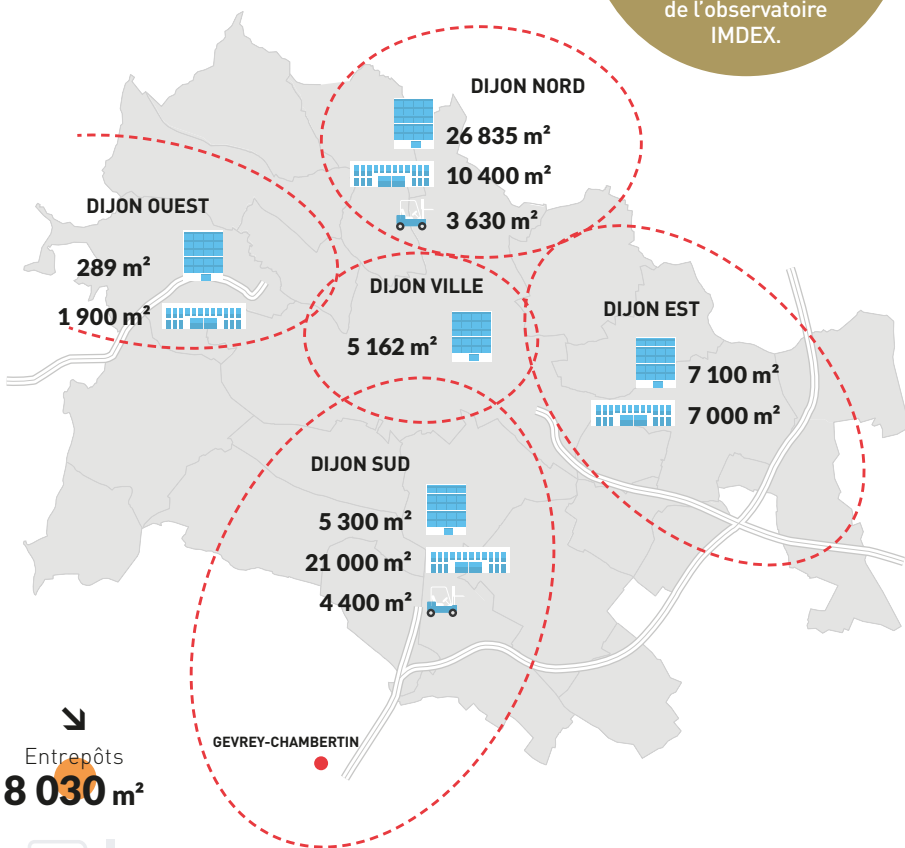 de l'observatoire
IMDEX.
DIJON NORD
26 835 m²
10 400 m²
3 630 m²
DIJON OUEST
289 m²
1 900 m²
DIJON VILLE
5 162 m²
DIJON EST
7 100 m²
7 000 m²
DIJON SUD
5 300 m²
21 000 m²
4 400 m²
GEVREY-CHAMBERTIN
Entrepôts
8 030 m²